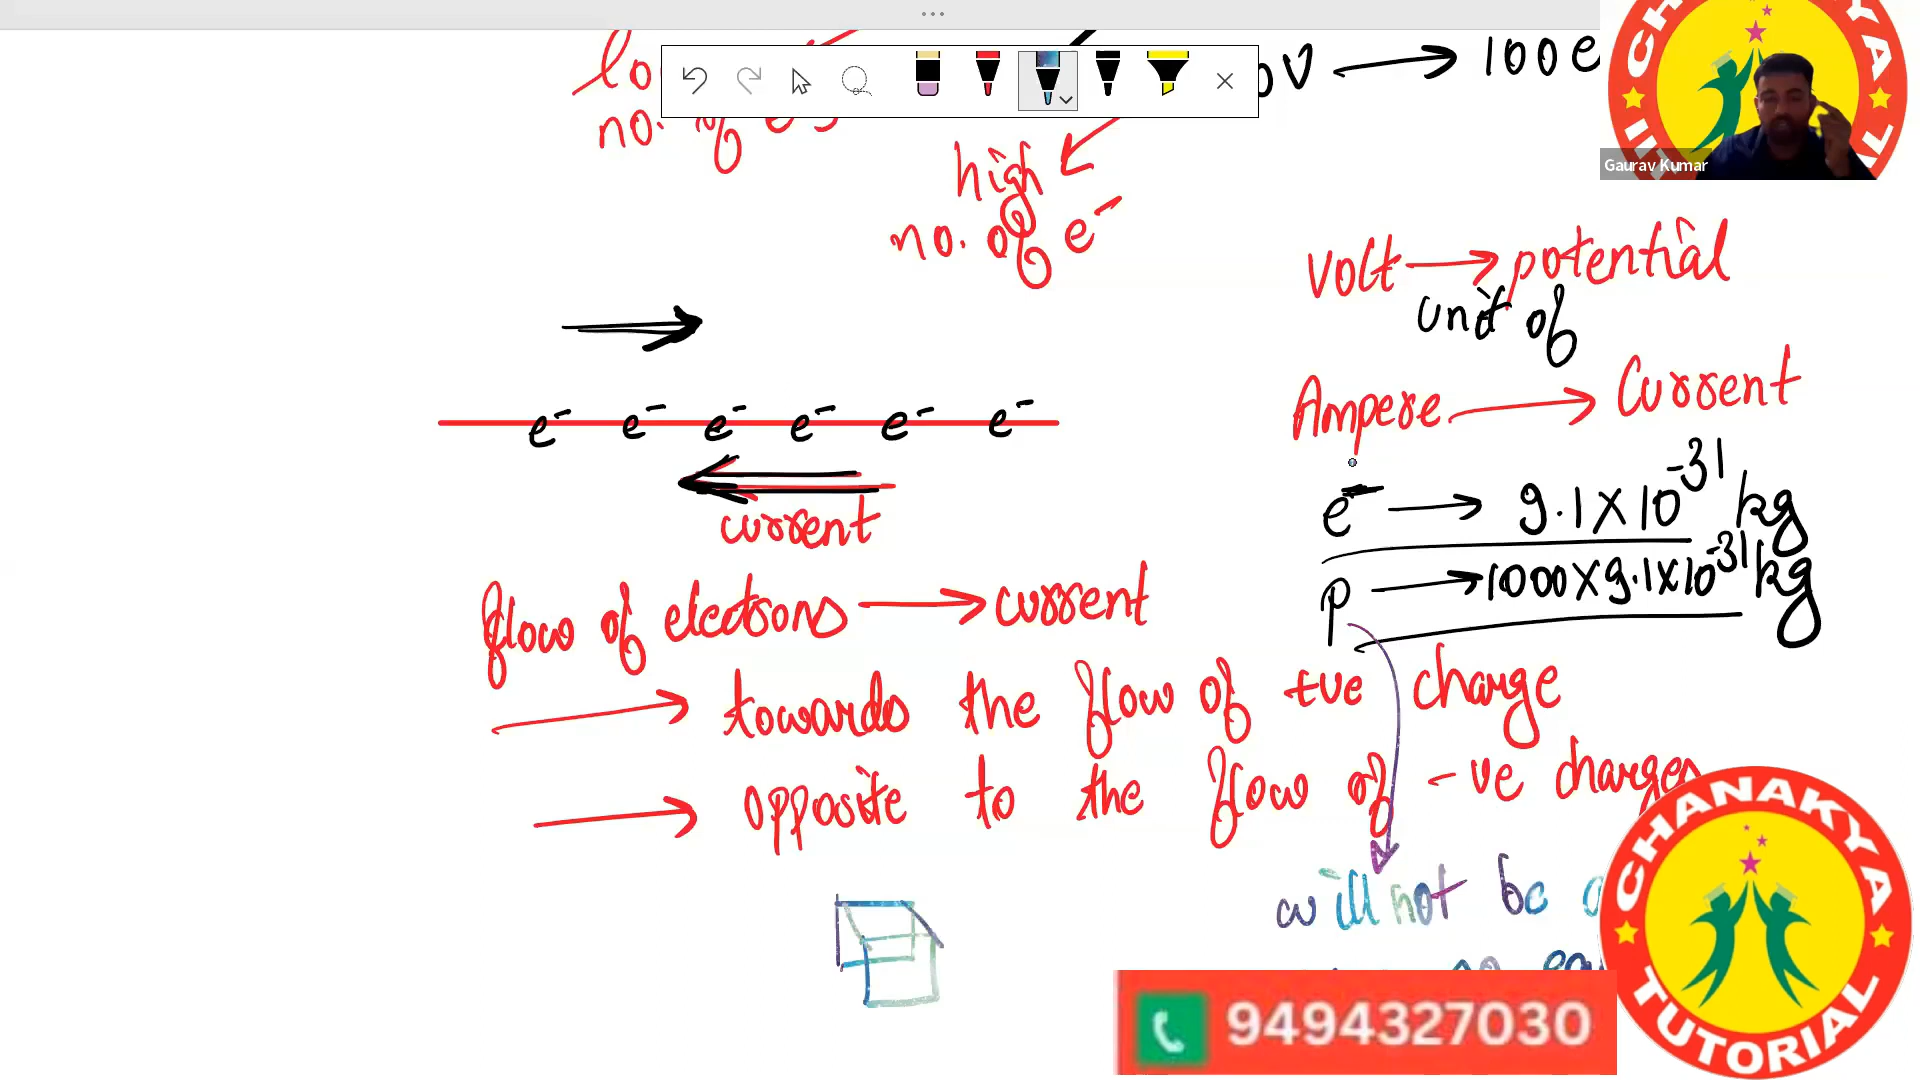 V → 100e
Gaurav Kumar
no. of e⁻s
high
no. of e⁻
Volt → potential
unit of
Ampere → Current
e⁻ e⁻ e⁻ e⁻ e⁻ e⁻
current
e⁻ → 9.1×10⁻³¹ kg
p → 1000×9.1×10⁻³¹ kg
flow of electrons → current
→ towards the flow of +ve charge
→ opposite to the flow of -ve charges
will not be
CHANAKYA
TUTORIAL
9494327030